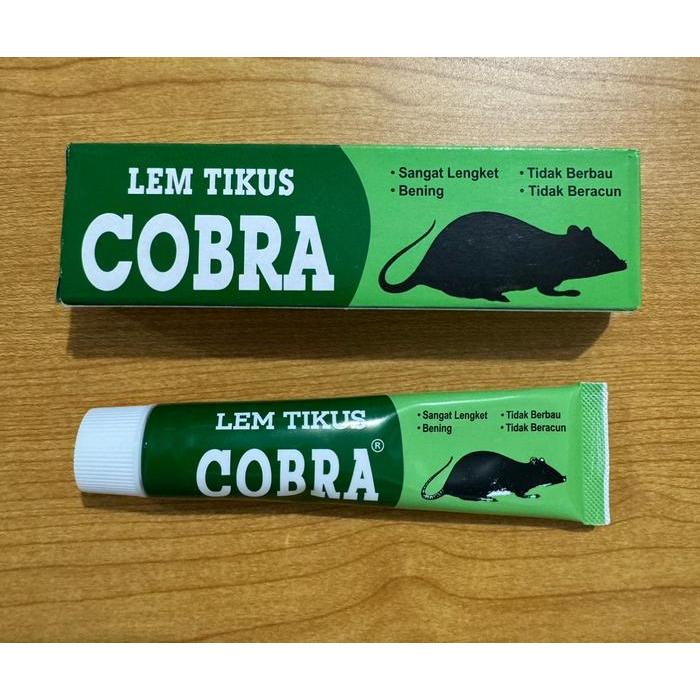 LEM TIKUS
COBRA
• Sangat Lengket
• Bening
• Tidak Berbau
• Tidak Beracun
LEM TIKUS
COBRA®
• Sangat Lengket
• Bening
• Tidak Berbau
• Tidak Beracun